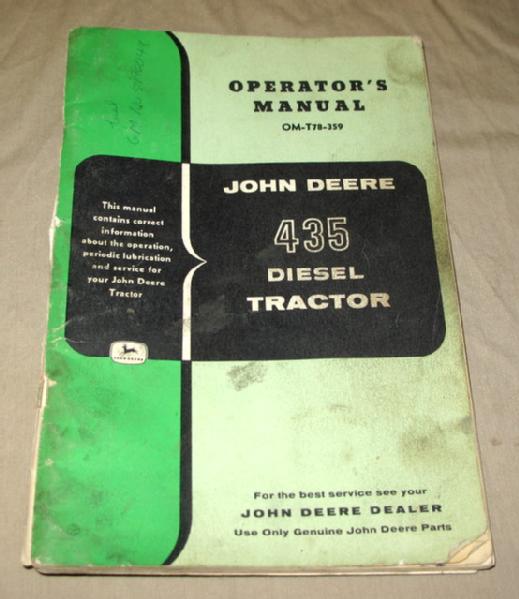 OPERATOR'S
MANUAL
OM-T78-359
This manual
contains correct
information
about the operation,
periodic lubrication
and service for
your John Deere
Tractor
JOHN DEERE
435
DIESEL
TRACTOR
JOHN DEERE
For the best service see your
JOHN DEERE DEALER
Use Only Genuine John Deere Parts